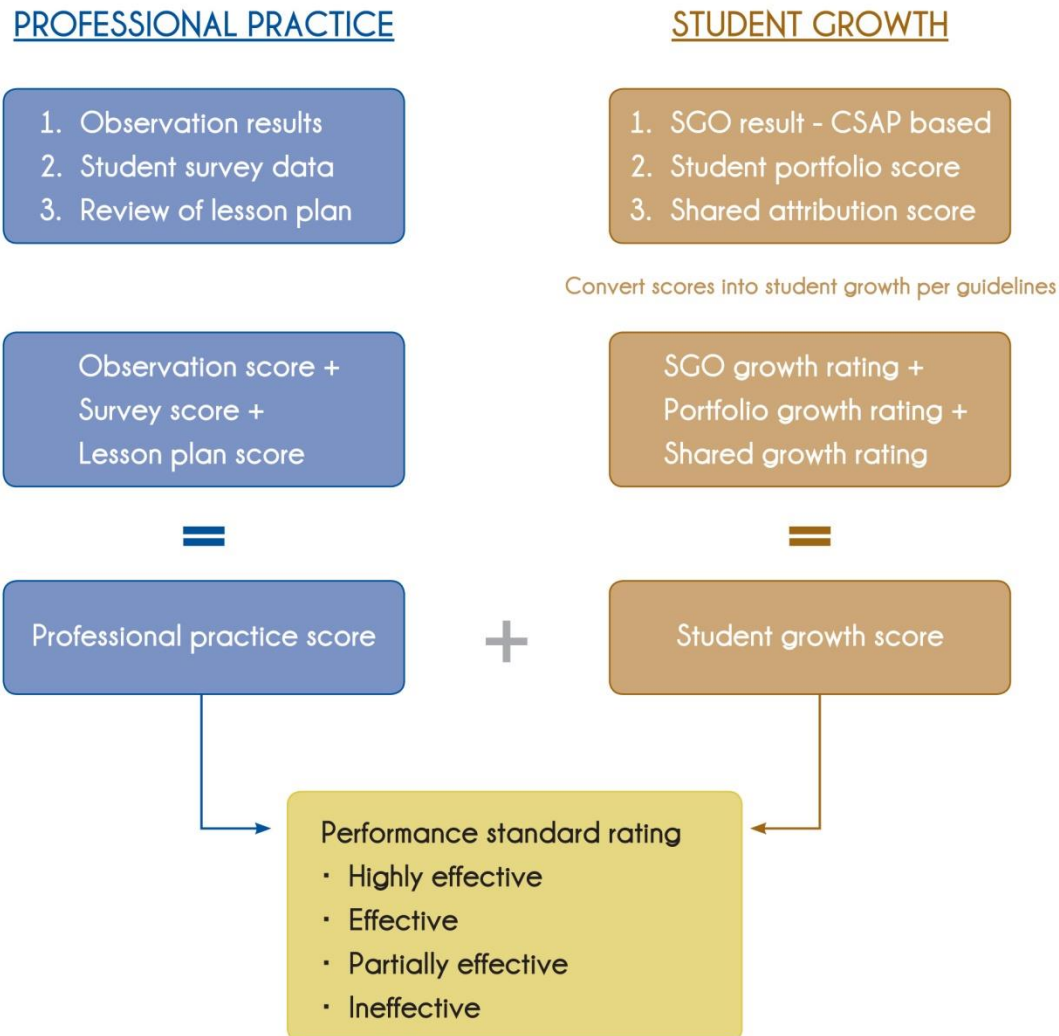 PROFESSIONAL PRACTICE
1. Observation results
2. Student survey data
3. Review of lesson plan
Observation score +
Survey score +
Lesson plan score
=
Professional practice score
+
STUDENT GROWTH
1. SGO result - CSAP based
2. Student portfolio score
3. Shared attribution score
Convert scores into student growth per guidelines
SGO growth rating +
Portfolio growth rating +
Shared growth rating
=
Student growth score
Performance standard rating
· Highly effective
· Effective
· Partially effective
· Ineffective